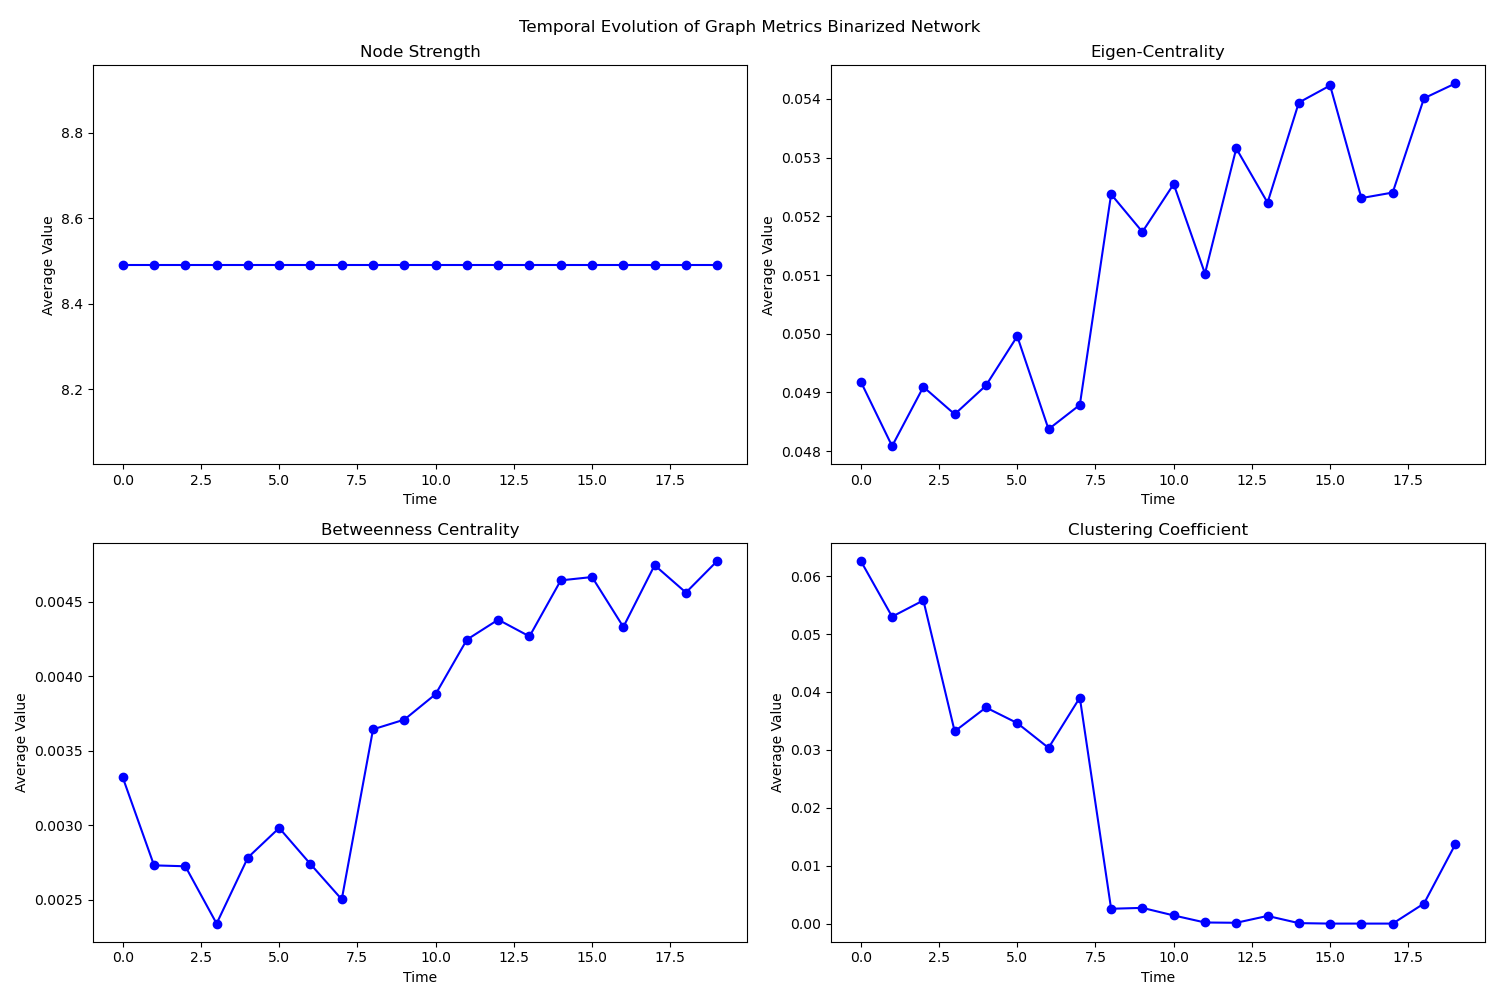 Temporal Evolution of Graph Metrics Binarized Network
Node Strength
Average Value
8.8
8.6
8.4
8.2
0.0 2.5 5.0 7.5 10.0 12.5 15.0 17.5
Time
Eigen-Centrality
Average Value
0.054
0.053
0.052
0.051
0.050
0.049
0.048
0.0 2.5 5.0 7.5 10.0 12.5 15.0 17.5
Time
Betweenness Centrality
Average Value
0.0045
0.0040
0.0035
0.0030
0.0025
0.0 2.5 5.0 7.5 10.0 12.5 15.0 17.5
Time
Clustering Coefficient
Average Value
0.06
0.05
0.04
0.03
0.02
0.01
0.00
0.0 2.5 5.0 7.5 10.0 12.5 15.0 17.5
Time